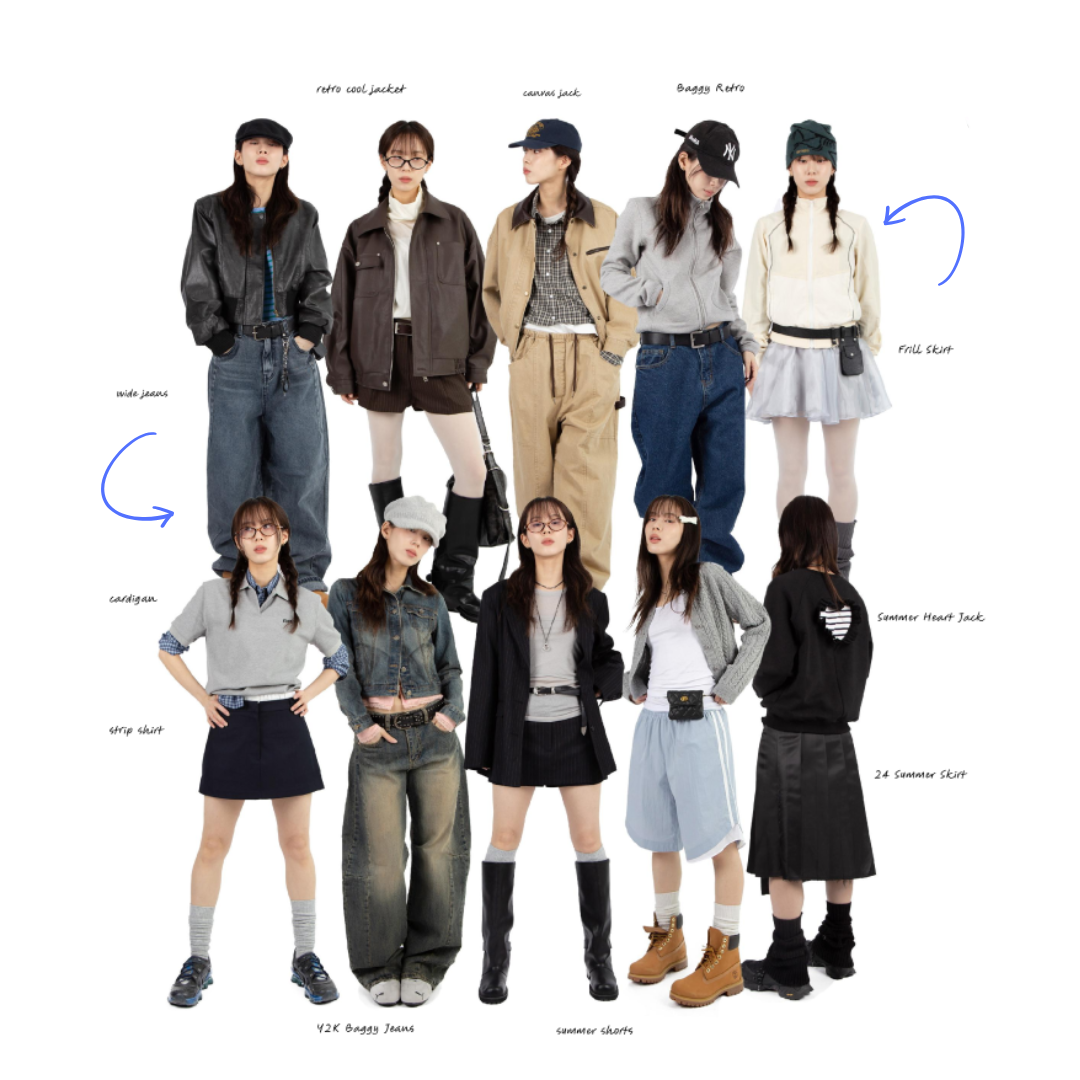 retro cool jacket
canvas jack
Baggy Retro
NY
Frill Skirt
wide jeans
cardigan
Summer Heart Jack
strip shirt
24 Summer Skirt
Y2K Baggy Jeans
summer shorts